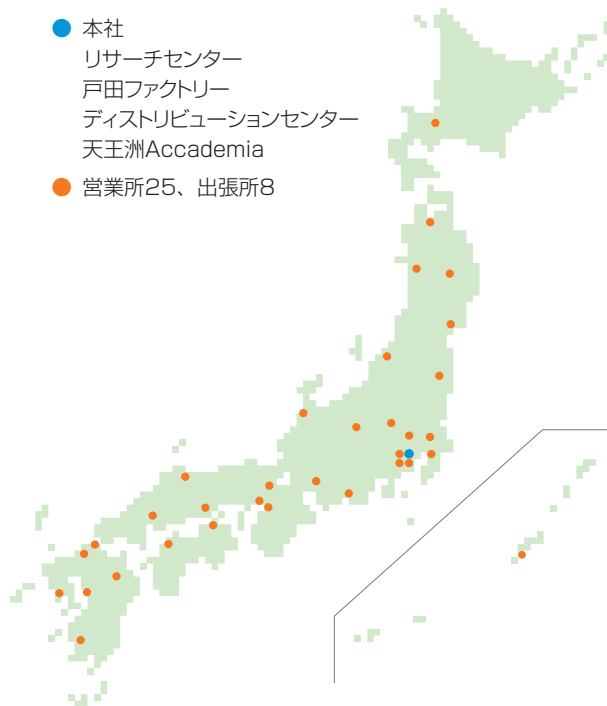 本社
リサーチセンター
戸田ファクトリー
ディストリビューションセンター
天王洲Accademia
営業所25、出張所8